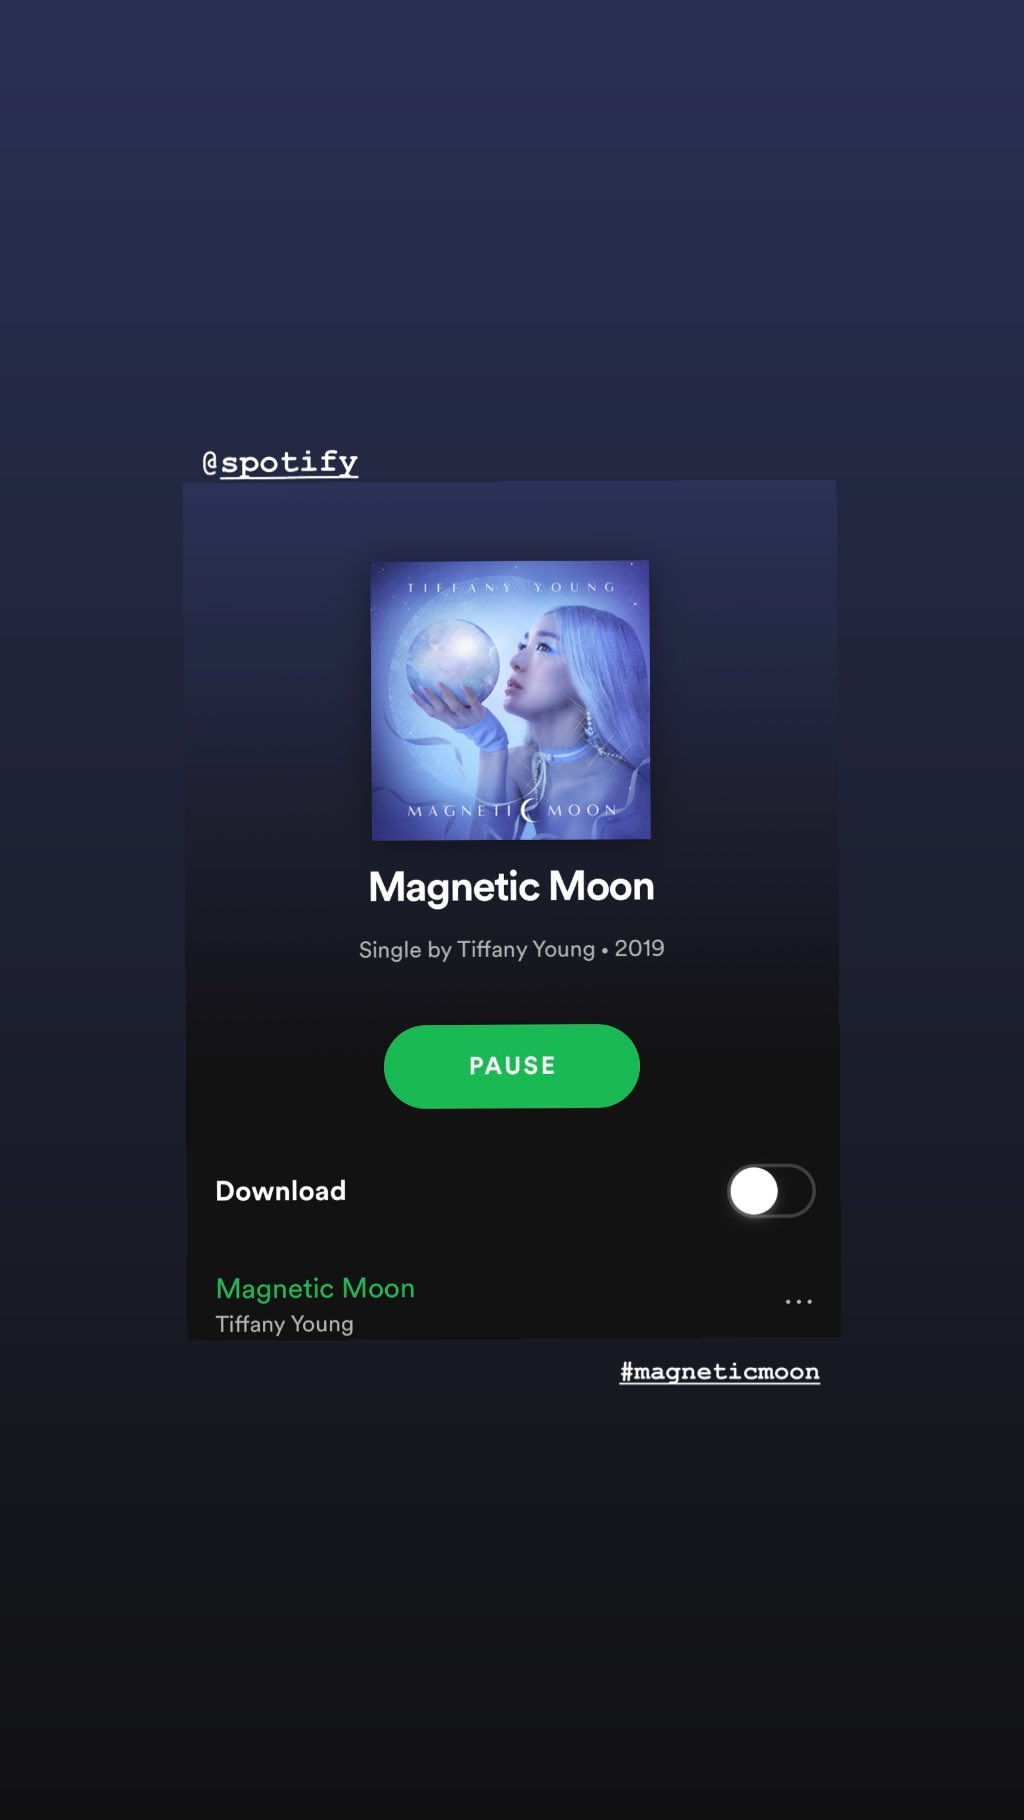 @spotify
TIFFANY YOUNG
MAGNETIC MOON
Magnetic Moon
Single by Tiffany Young • 2019
PAUSE
Download
Magnetic Moon
...
Tiffany Young
#magneticmoon